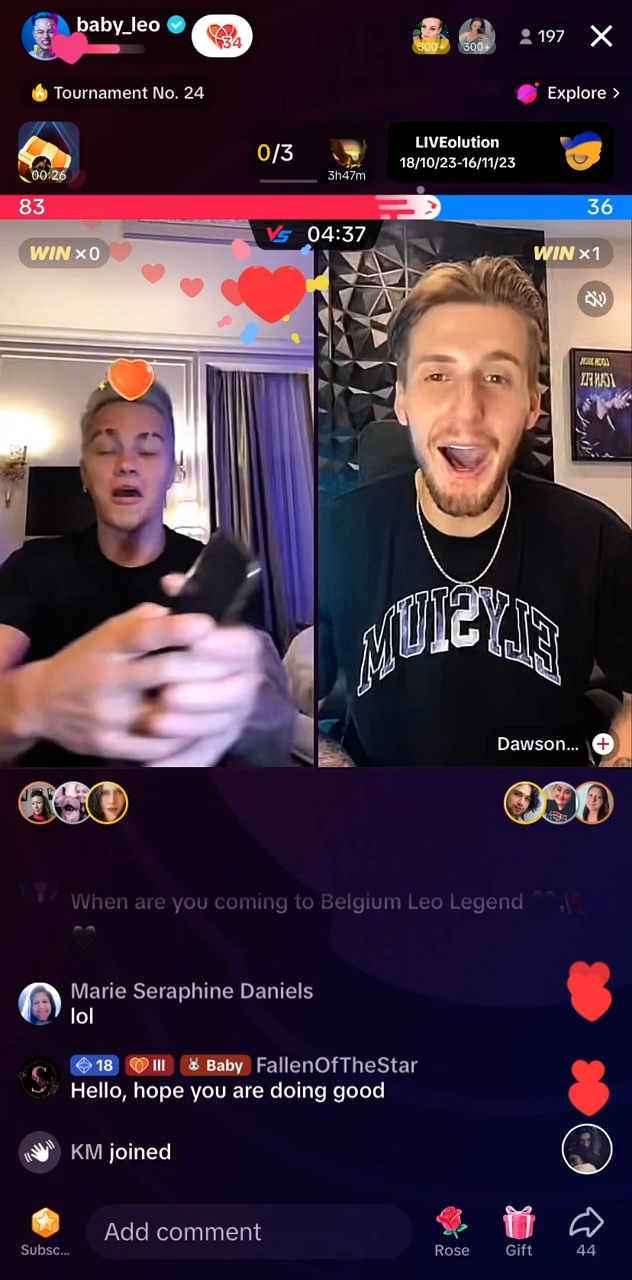 baby_leo
34
300+
300+
197
Tournament No. 24
Explore >
00:26
0/3
3h47m
LIVEolution
18/10/23-16/11/23
83
36
VS 04:37
WIN ×0
WIN ×1
ELYSIUM
Dawson...
When are you coming to Belgium Leo Legend
Marie Seraphine Daniels
lol
18 III Baby FallenOfTheStar
Hello, hope you are doing good
KM joined
Subsc...
Add comment
Rose
Gift
44